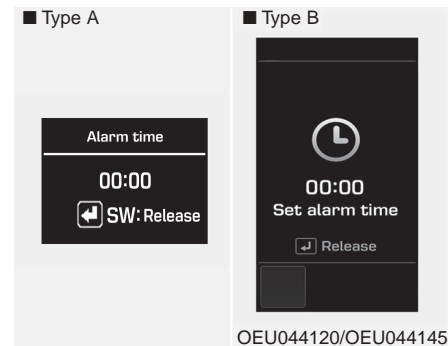 ■ Type A
Alarm time
00:00
SW: Release
■ Type B
00:00
Set alarm time
Release
OEU044120/OEU044145